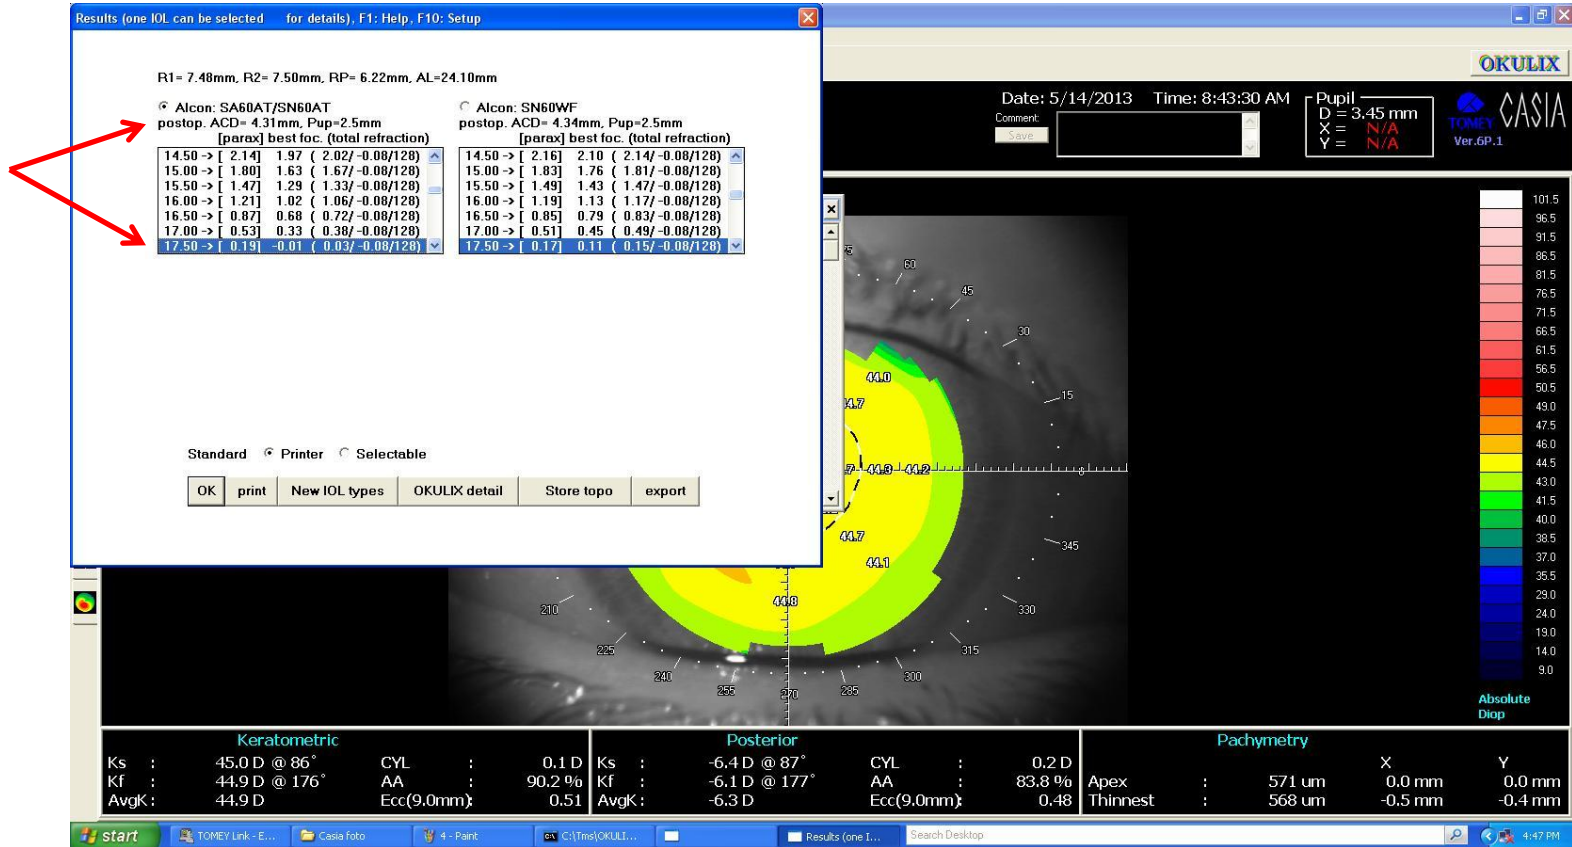 Results (one IOL can be selected for details), F1: Help, F10: Setup
R1= 7.48mm, R2= 7.50mm, RP= 6.22mm, AL=24.10mm
Alcon: SA60AT/SN60AT
postop. ACD= 4.31mm, Pup=2.5mm
[parax] best foc. (total refraction)
14.50 -> [ 2.14] 1.97 ( 2.02/-0.08/128)
15.00 -> [ 1.80] 1.63 ( 1.67/-0.08/128)
15.50 -> [ 1.47] 1.29 ( 1.33/-0.08/128)
16.00 -> [ 1.21] 1.02 ( 1.06/-0.08/128)
16.50 -> [ 0.87] 0.68 ( 0.72/-0.08/128)
17.00 -> [ 0.53] 0.33 ( 0.38/-0.08/128)
17.50 -> [ 0.19] -0.01 ( 0.03/-0.08/128)
Alcon: SN60WF
postop. ACD= 4.34mm, Pup=2.5mm
[parax] best foc. (total refraction)
14.50 -> [ 2.16] 2.10 ( 2.14/-0.08/128)
15.00 -> [ 1.83] 1.76 ( 1.81/-0.08/128)
15.50 -> [ 1.49] 1.43 ( 1.47/-0.08/128)
16.00 -> [ 1.19] 1.13 ( 1.17/-0.08/128)
16.50 -> [ 0.85] 0.79 ( 0.83/-0.08/128)
17.00 -> [ 0.51] 0.45 ( 0.49/-0.08/128)
17.50 -> [ 0.17] 0.11 ( 0.15/-0.08/128)
Standard Printer Selectable
OK print New IOL types OKULIX detail Store topo export
OKULIX
Date: 5/14/2013 Time: 8:43:30 AM
Comment:
Save
Pupil
D = 3.45 mm
X = N/A
Y = N/A
TOMEY CASIA
Ver.6P.1
60
45
30
15
44.0
44.7
44.3 44.2
44.7
44.1
44.8
345
330
315
300
285
270
255
240
225
210
101.5
96.5
91.5
86.5
81.5
76.5
71.5
66.5
61.5
56.5
50.5
49.0
47.5
46.0
44.5
43.0
41.5
40.0
38.5
37.0
35.5
29.0
24.0
19.0
14.0
9.0
Absolute
Diop
Keratometric
Ks : 45.0 D @ 86° CYL : 0.1 D
Kf : 44.9 D @ 176° AA : 90.2 %
AvgK : 44.9 D Ecc(9.0mm): 0.51
Posterior
Ks : -6.4 D @ 87° CYL : 0.2 D
Kf : -6.1 D @ 177° AA : 83.8 %
AvgK : -6.3 D Ecc(9.0mm): 0.48
Pachymetry
X Y
Apex : 571 um 0.0 mm 0.0 mm
Thinnest : 568 um -0.5 mm -0.4 mm
start TOMEY Link - E... Casia foto 4 - Paint C:\Tms\OKULI... Results (one I... Search Desktop 4:47 PM